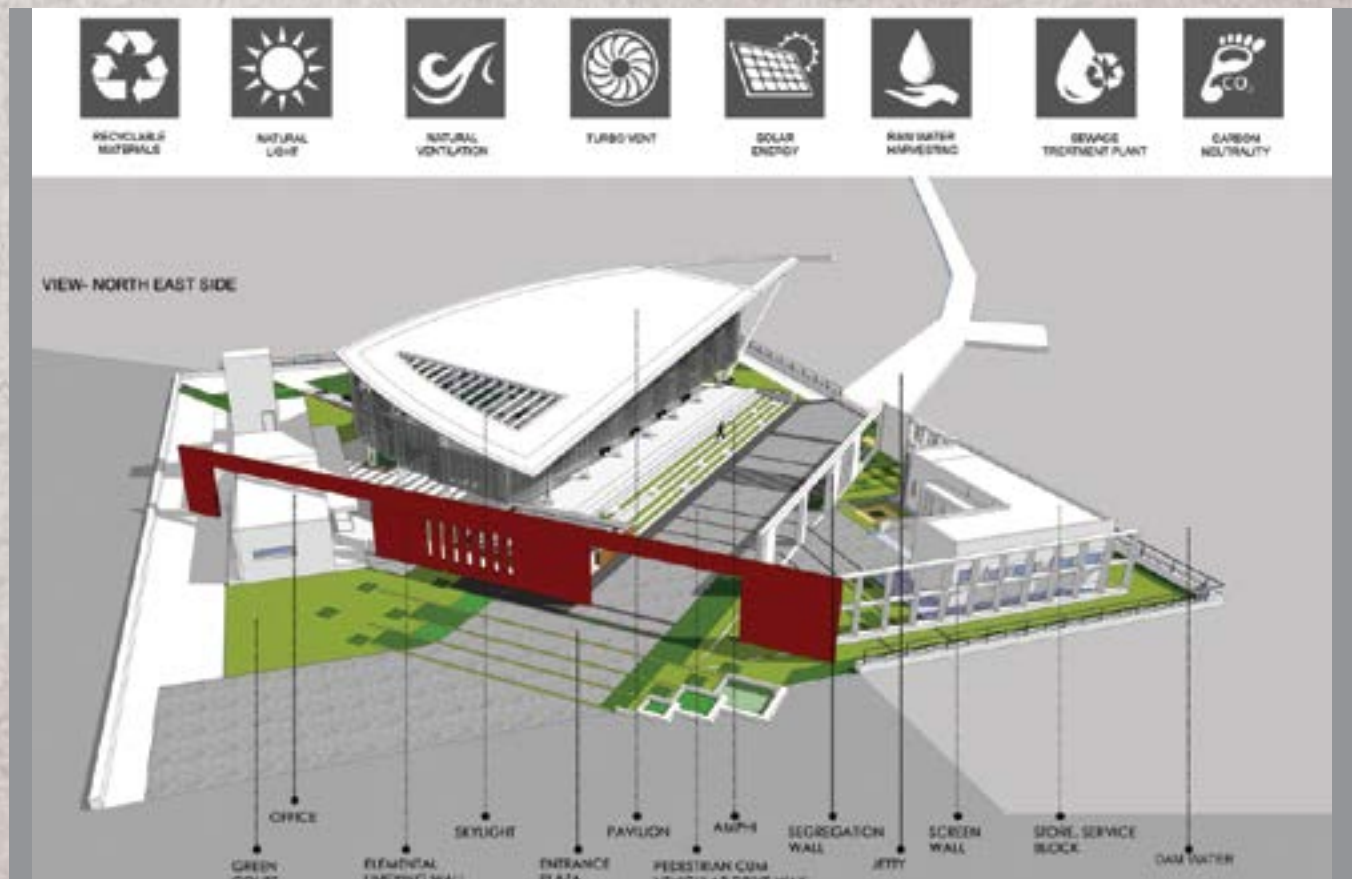 RECYCLABLE
MATERIALS
NATURAL
LIGHT
NATURAL
VENTILATION
TURBO VENT
SOLAR
ENERGY
RAIN WATER
HARVESTING
SEWAGE
TREATMENT PLANT
CARBON
NEUTRALITY
CO₂
VIEW- NORTH EAST SIDE
OFFICE
SKYLIGHT
PAVILION
AMPHI
SEGREGATION
WALL
JETTY
SCREEN
WALL
STORE, SERVICE
BLOCK
DAM WATER
GREEN
ELEMENTAL
ENTRANCE
PLAZA
PEDESTRIAN CUM